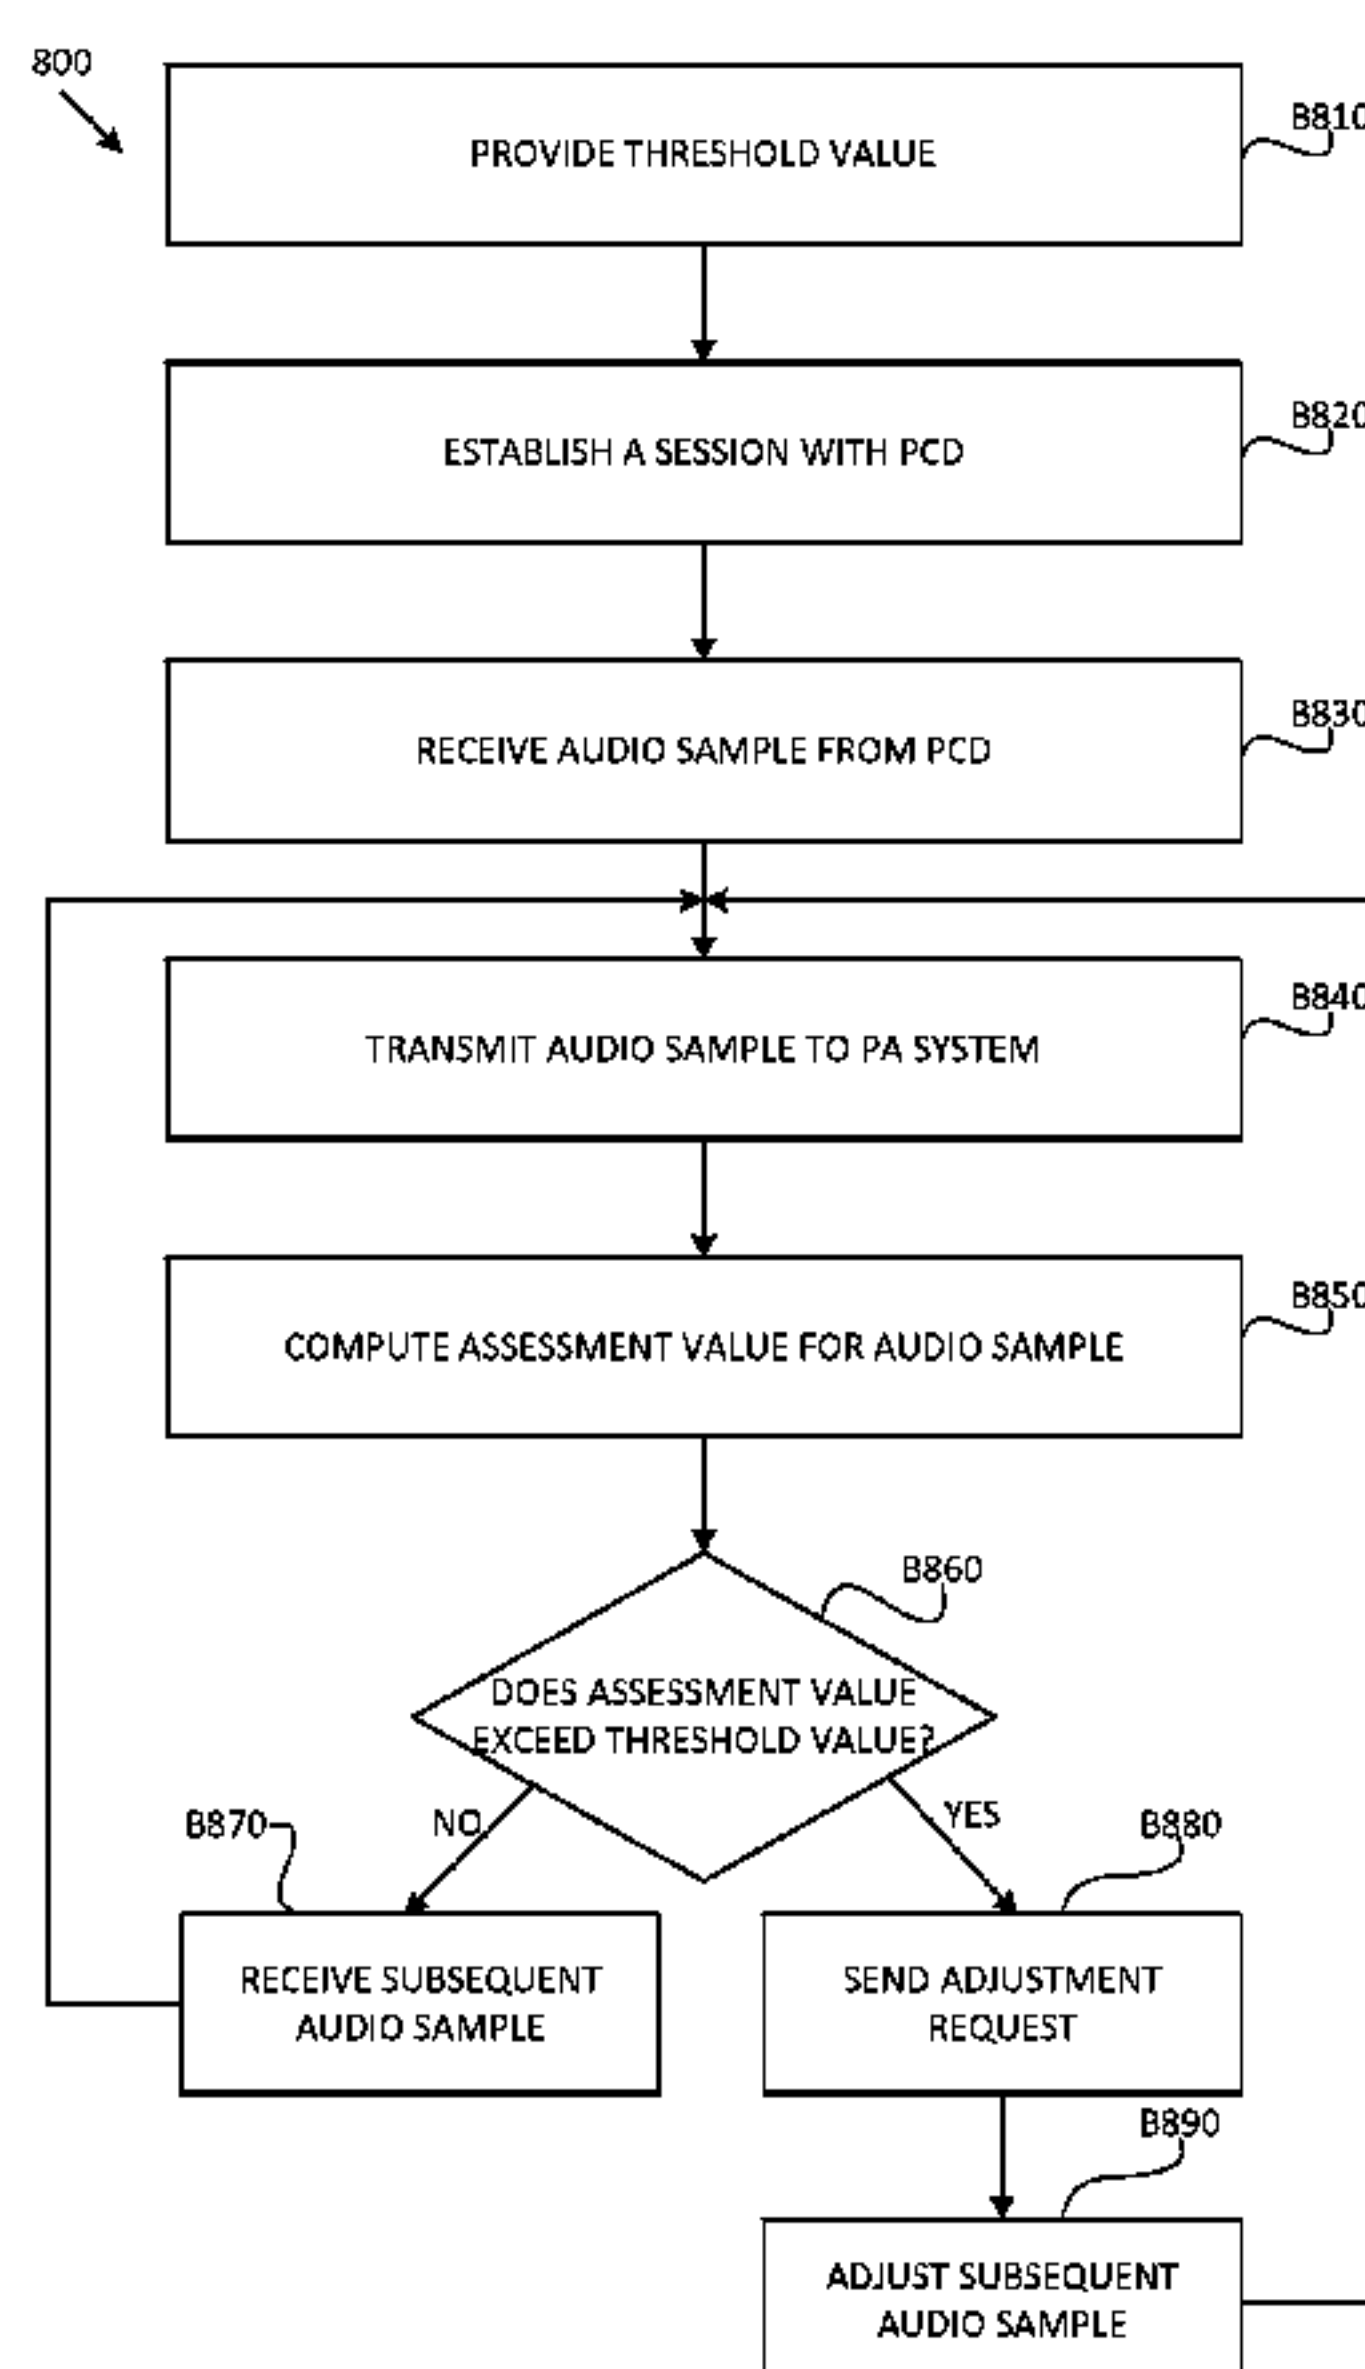 800
PROVIDE THRESHOLD VALUE
B810
ESTABLISH A SESSION WITH PCD
B820
RECEIVE AUDIO SAMPLE FROM PCD
B830
TRANSMIT AUDIO SAMPLE TO PA SYSTEM
B840
COMPUTE ASSESSMENT VALUE FOR AUDIO SAMPLE
B850
B860
DOES ASSESSMENT VALUE
EXCEED THRESHOLD VALUE?
NO
YES
B870
B880
RECEIVE SUBSEQUENT
AUDIO SAMPLE
SEND ADJUSTMENT
REQUEST
B890
ADJUST SUBSEQUENT
AUDIO SAMPLE